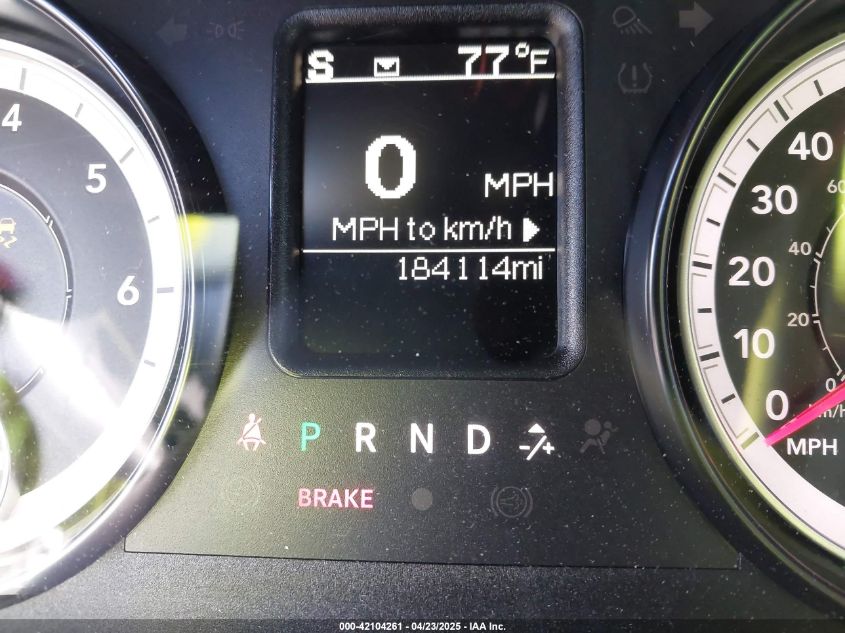 S 77°F
0 MPH
MPH to km/h
184114mi
4
5
6
40
30
20
10
0
MPH
60
40
20
0
km/h
P R N D -/+
BRAKE
000-42104261 - 04/23/2025 - IAA Inc.